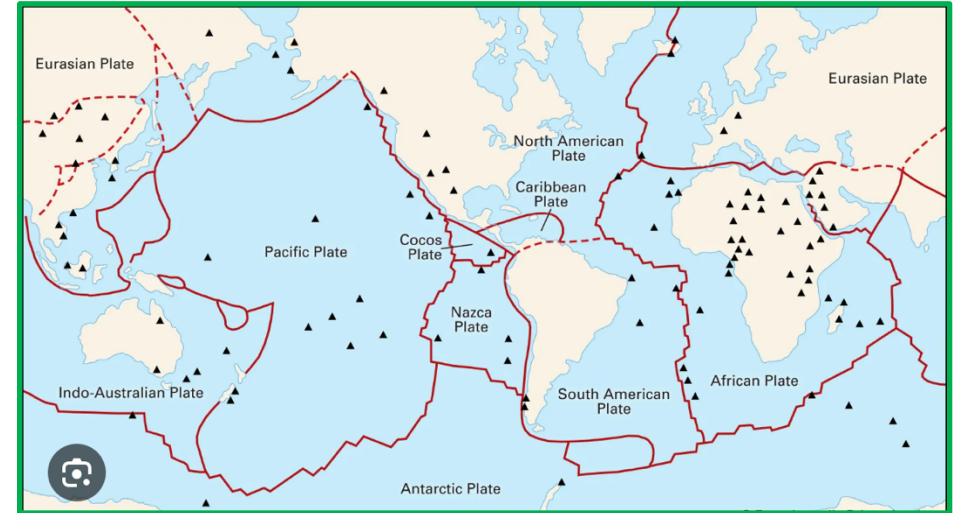 Eurasian Plate
Eurasian Plate
North American
Plate
Caribbean
Plate
Cocos
Plate
Pacific Plate
Nazca
Plate
Indo-Australian Plate
South American
Plate
African Plate
Antarctic Plate